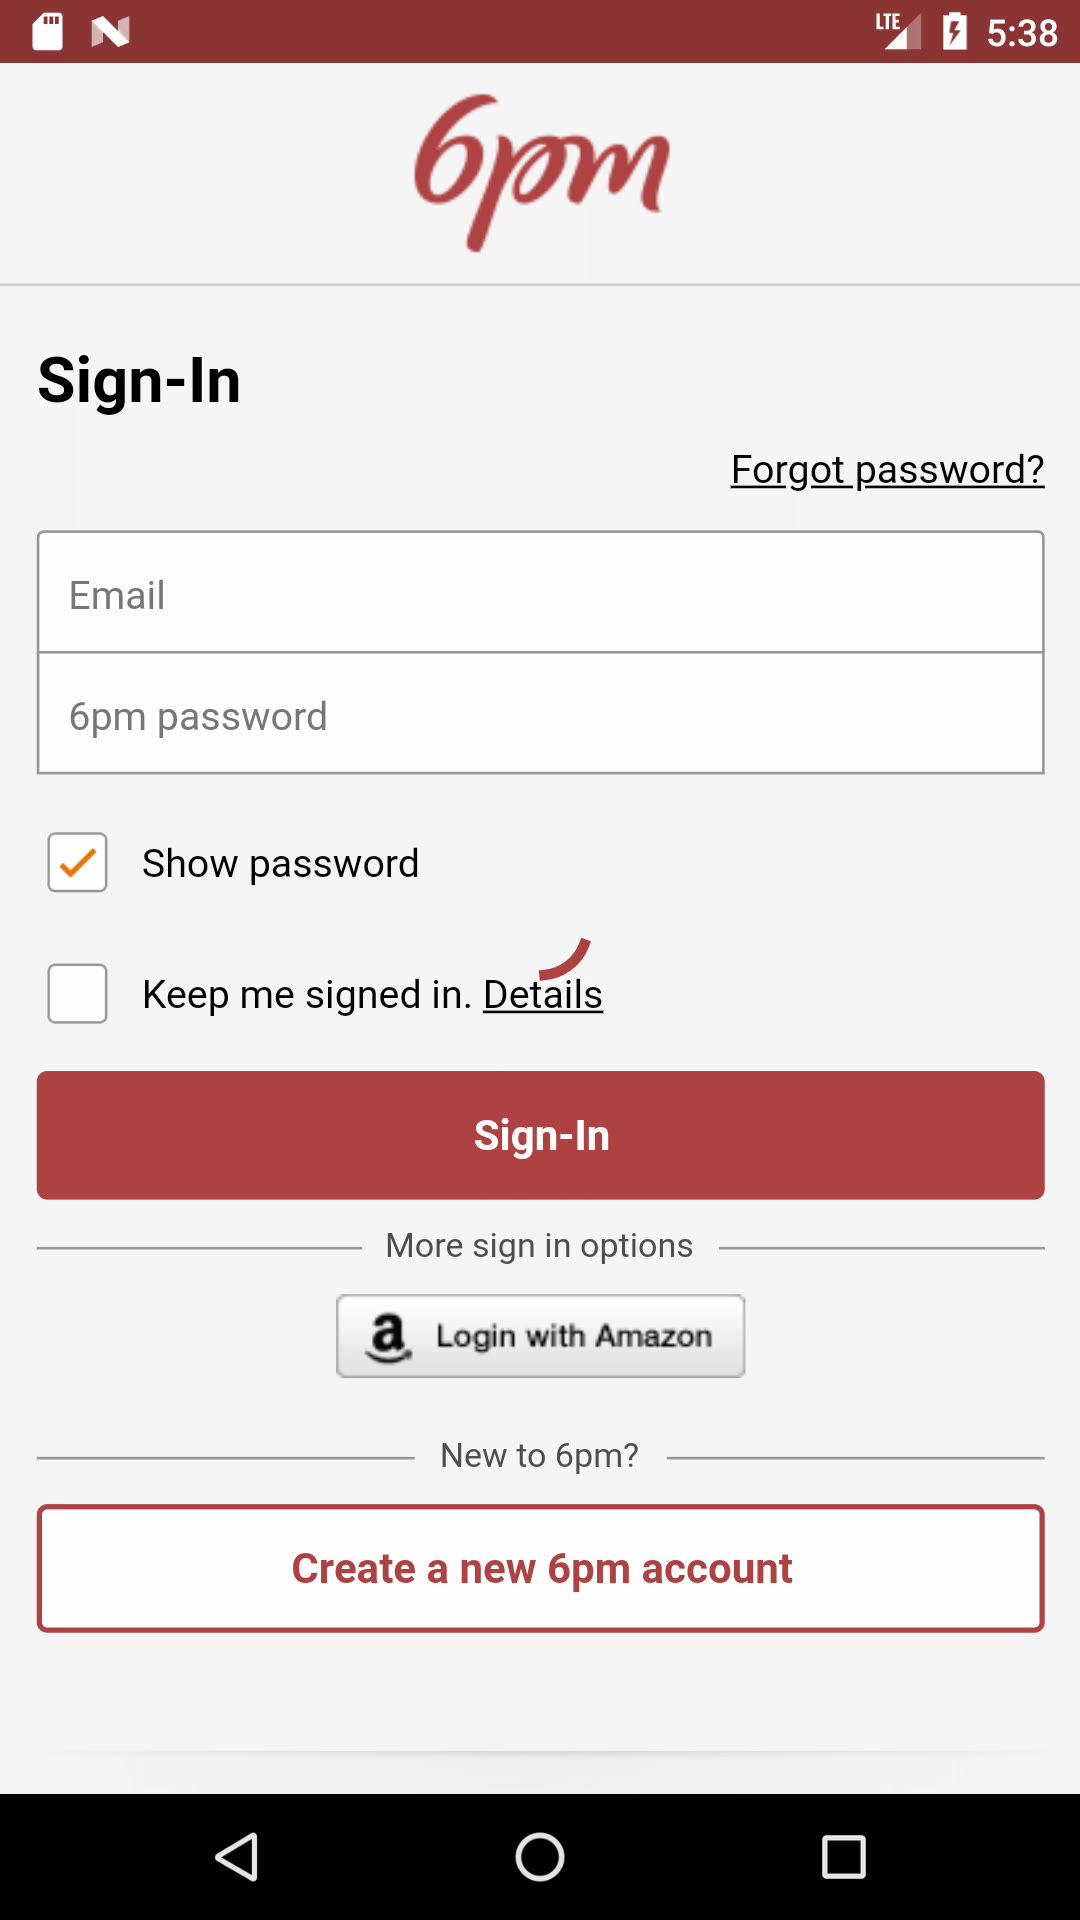 LTE 5:38
6pm
Sign-In
Forgot password?
Email
6pm password
Show password
Keep me signed in. Details
Sign-In
More sign in options
a Login with Amazon
New to 6pm?
Create a new 6pm account